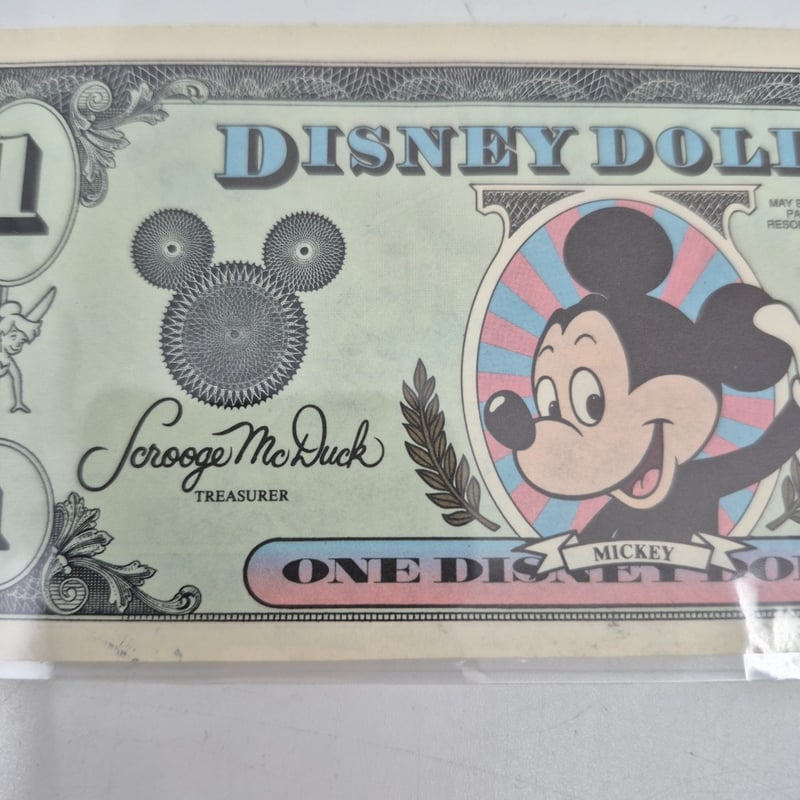 1
DISNEY DOLL
MAY B
PA
RESO
Scrooge McDuck
TREASURER
MICKEY
ONE DISNEY DO
1